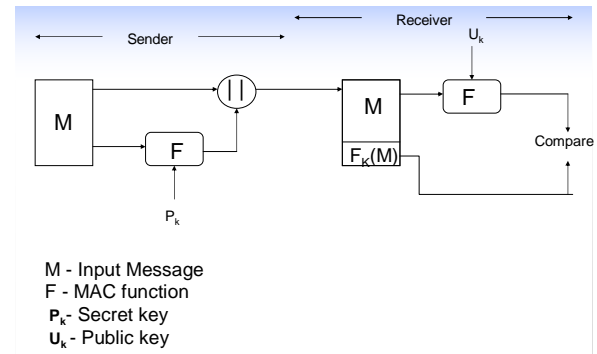 Receiver
Sender
U_k
M
||
M
F
F
F_K(M)
Compare
P_k
M - Input Message
F - MAC function
P_k- Secret key
U_k - Public key